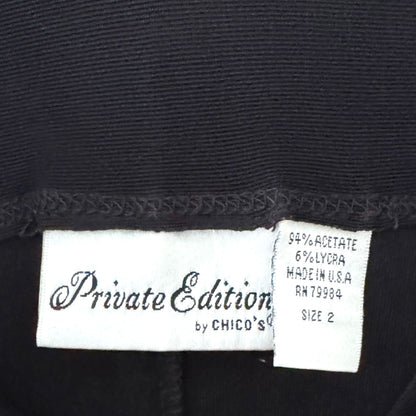 Private Edition
by CHICO'S
94% ACETATE
6% LYCRA
MADE IN U.S.A
RN 79984
SIZE 2